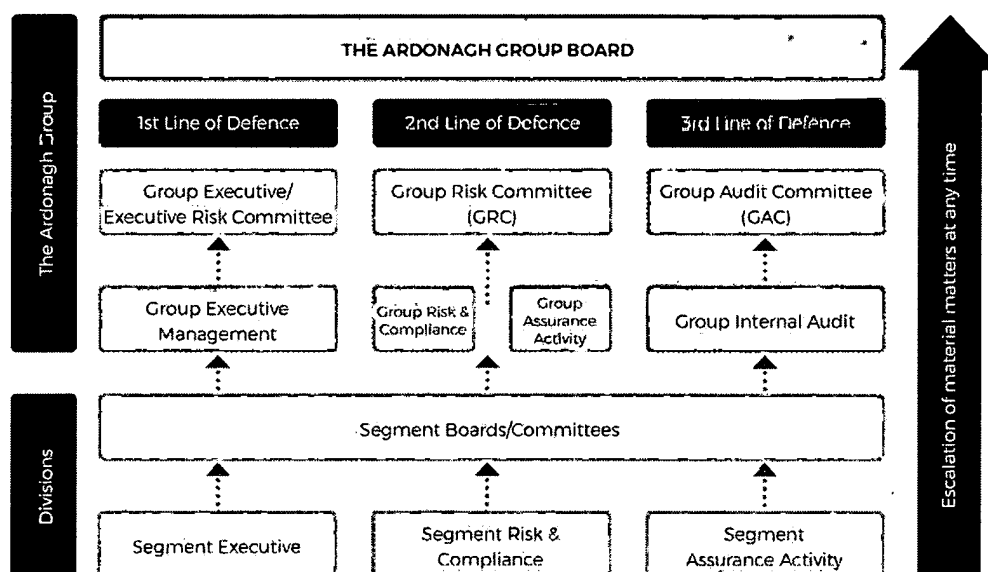 THE ARDONAGH GROUP BOARD
The Ardonagh Group
1st Line of Defence
2nd Line of Defence
3rd Line of Defence
Group Executive/
Executive Risk Committee
Group Risk Committee
(GRC)
Group Audit Committee
(GAC)
Group Executive
Management
Group Risk &
Compliance
Group
Assurance
Activity
Group Internal Audit
Segment Boards/Committees
Divisions
Segment Executive
Segment Risk &
Compliance
Segment
Assurance Activity
Escalation of material matters at any time